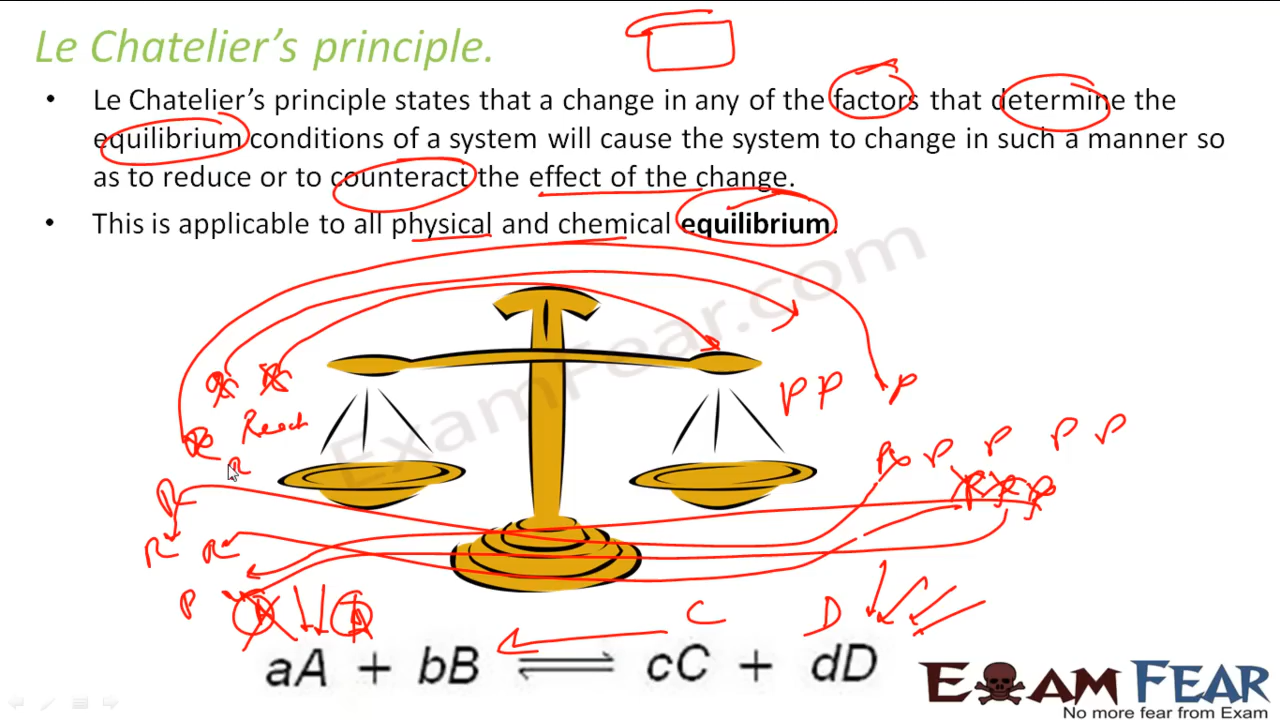 Le Chatelier's principle.
• Le Chatelier's principle states that a change in any of the factors that determine the
equilibrium conditions of a system will cause the system to change in such a manner so
as to reduce or to counteract the effect of the change.
• This is applicable to all physical and chemical equilibrium.
ExamFear.com
P P P
Reach
R
P P P P
R R
P
C D
aA + bB ⇌ cC + dD
EXAM FEAR
No more fear from Exam